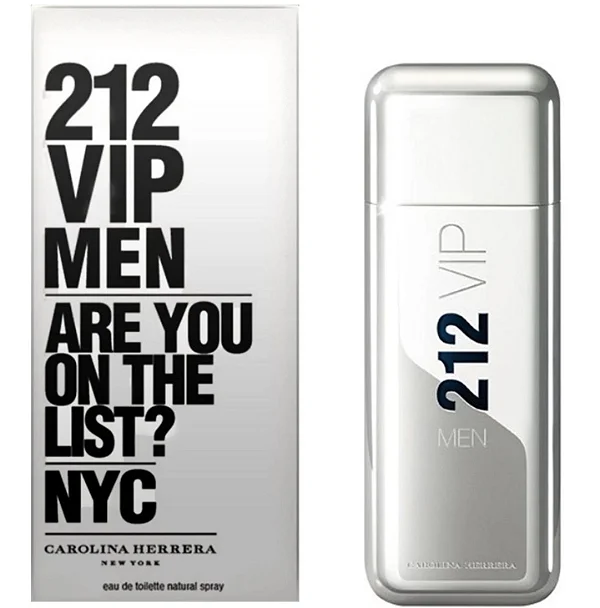 212
VIP
MEN
ARE YOU
ON THE
LIST?
NYC
CAROLINA HERRERA
NEW YORK
eau de toilette natural spray
212 VIP
MEN
CAROLINA HERRERA